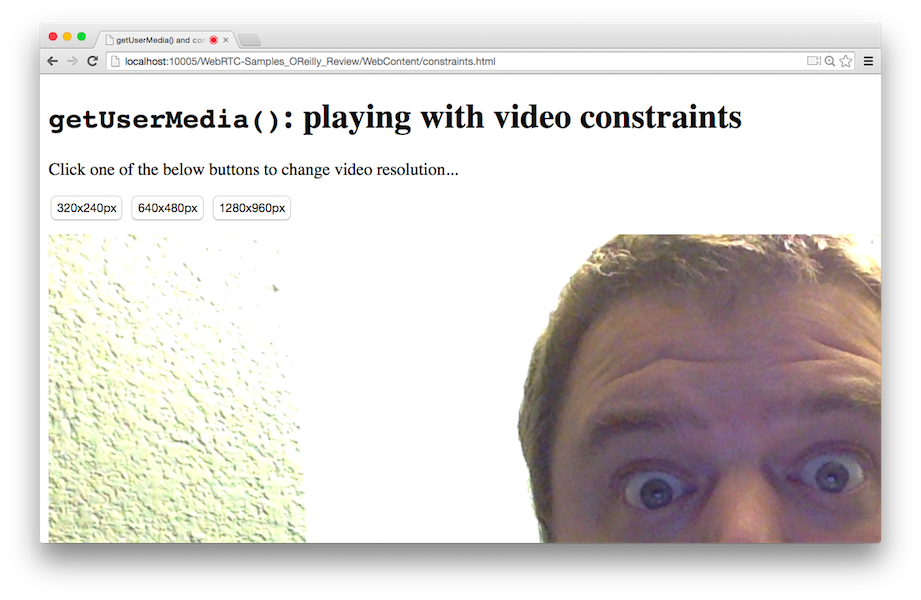 getUserMedia() and con
localhost:10005/WebRTC-Samples_OReilly_Review/WebContent/constraints.html
getUserMedia(): playing with video constraints
Click one of the below buttons to change video resolution...
320x240px 640x480px 1280x960px